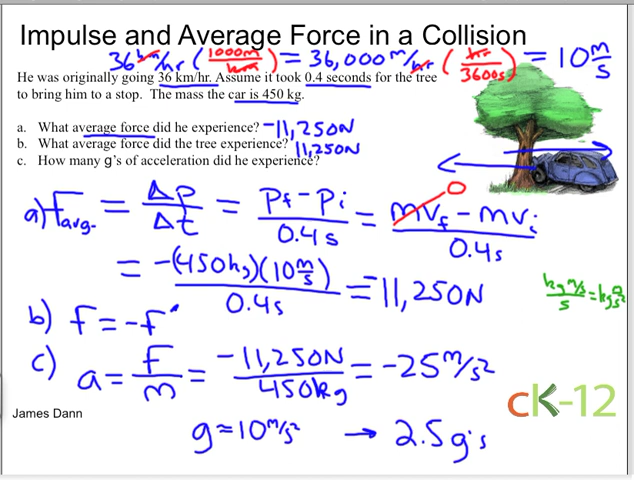 Impulse and Average Force in a Collision
36 km/hr (1000m/km) = 36,000 m/hr (hr/3600s) = 10 m/s
He was originally going 36 km/hr. Assume it took 0.4 seconds for the tree
to bring him to a stop. The mass the car is 450 kg.
a. What average force did he experience? -11,250N
b. What average force did the tree experience? 11,250N
c. How many g's of acceleration did he experience?
a) Favg. = Δp/Δt = Pf - Pi / 0.4s = mvf - mvi / 0.4s
0
= -(450kg)(10 m/s) / 0.4s = -11,250N
kg m/s / s = kg m/s²
b) F = -F
c) a = F/m = -11,250N / 450kg = -25 m/s²
cK-12
James Dann
g ≈ 10 m/s² → 2.5 g's